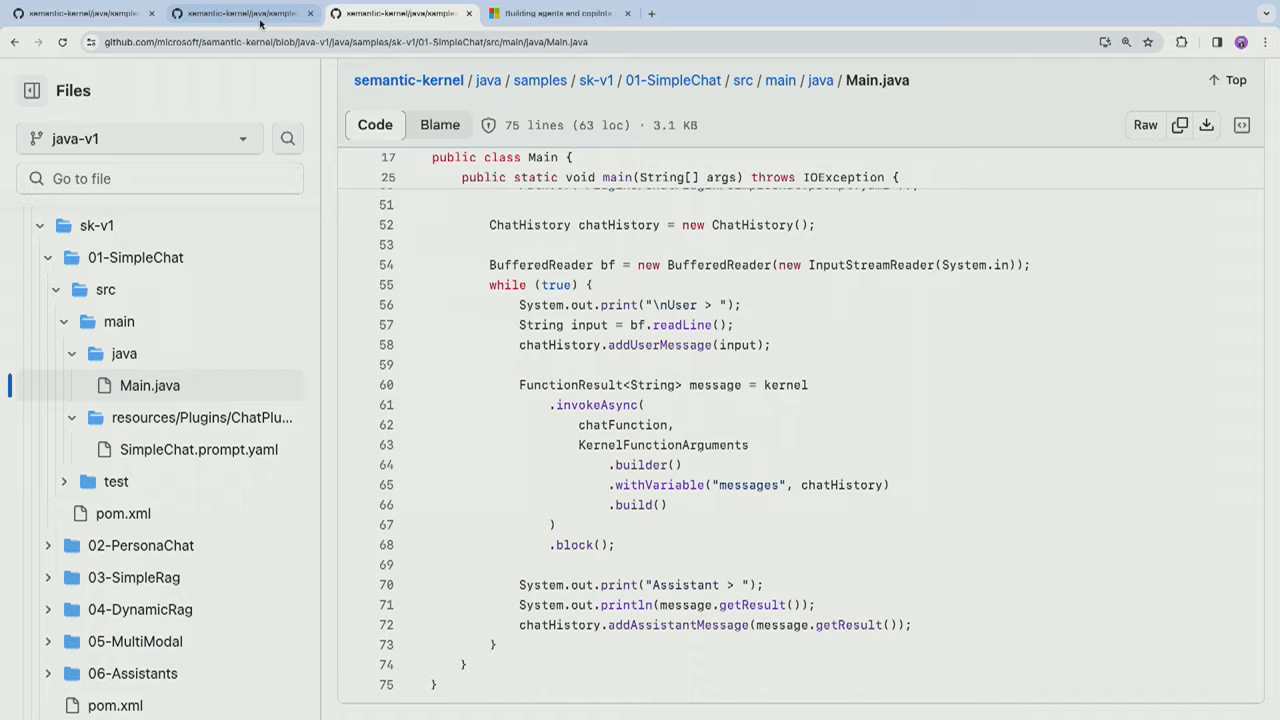 semantic-kernel/java/samples
semantic-kernel/java/samples
semantic-kernel/java/samples
Building agents and copilots
github.com/microsoft/semantic-kernel/blob/java-v1/java/samples/sk-v1/01-SimpleChat/src/main/java/Main.java
Files
java-v1
Go to file
sk-v1
01-SimpleChat
src
main
java
Main.java
resources/Plugins/ChatPlu...
SimpleChat.prompt.yaml
test
pom.xml
02-PersonaChat
03-SimpleRag
04-DynamicRag
05-MultiModal
06-Assistants
pom.xml
semantic-kernel / java / samples / sk-v1 / 01-SimpleChat / src / main / java / Main.java
Top
Code Blame 75 lines (63 loc) · 3.1 KB
Raw
17 public class Main {
25 public static void main(String[] args) throws IOException {
51
52 ChatHistory chatHistory = new ChatHistory();
53
54 BufferedReader bf = new BufferedReader(new InputStreamReader(System.in));
55 while (true) {
56 System.out.print("\nUser > ");
57 String input = bf.readLine();
58 chatHistory.addUserMessage(input);
59
60 FunctionResult<String> message = kernel
61 .invokeAsync(
62 chatFunction,
63 KernelFunctionArguments
64 .builder()
65 .withVariable("messages", chatHistory)
66 .build()
67 )
68 .block();
69
70 System.out.print("Assistant > ");
71 System.out.println(message.getResult());
72 chatHistory.addAssistantMessage(message.getResult());
73 }
74 }
75 }